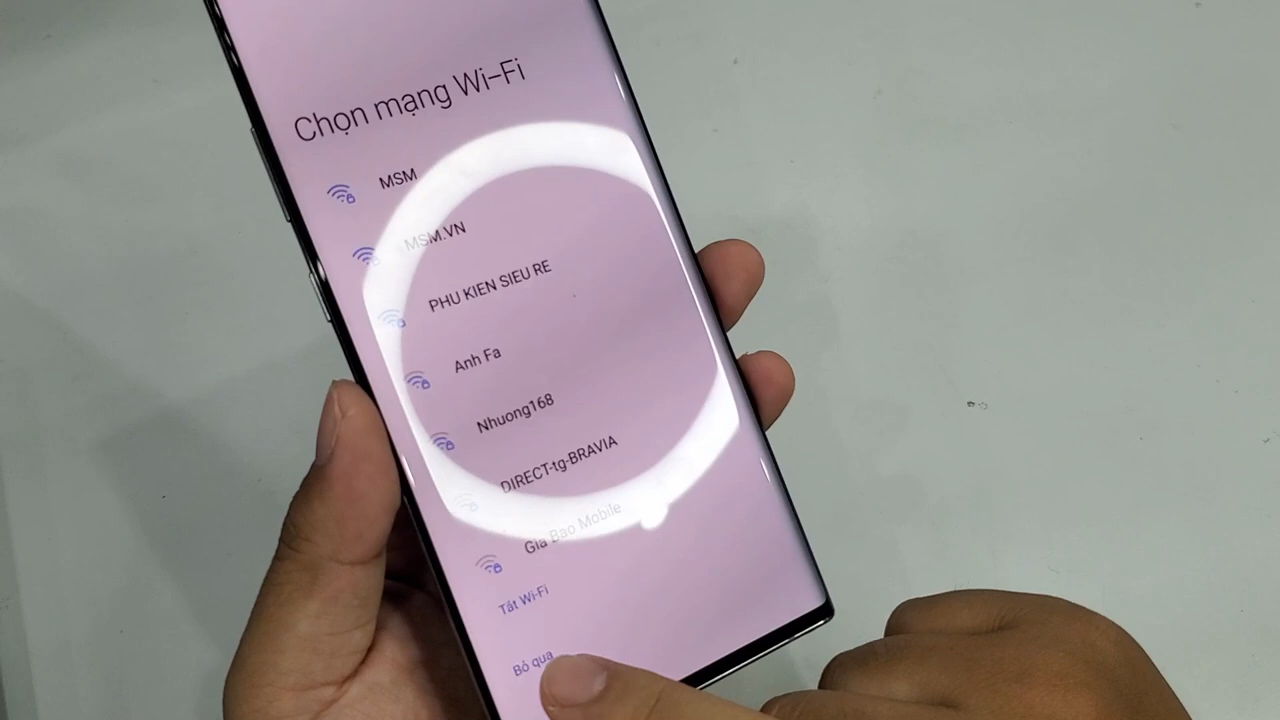 Chọn mạng Wi-Fi
MSM
MSM.VN
PHU KIEN SIEU RE
Anh Fa
Nhuong168
DIRECT-tg-BRAVIA
Gia Bao Mobile
Tắt Wi-Fi
Bỏ qua